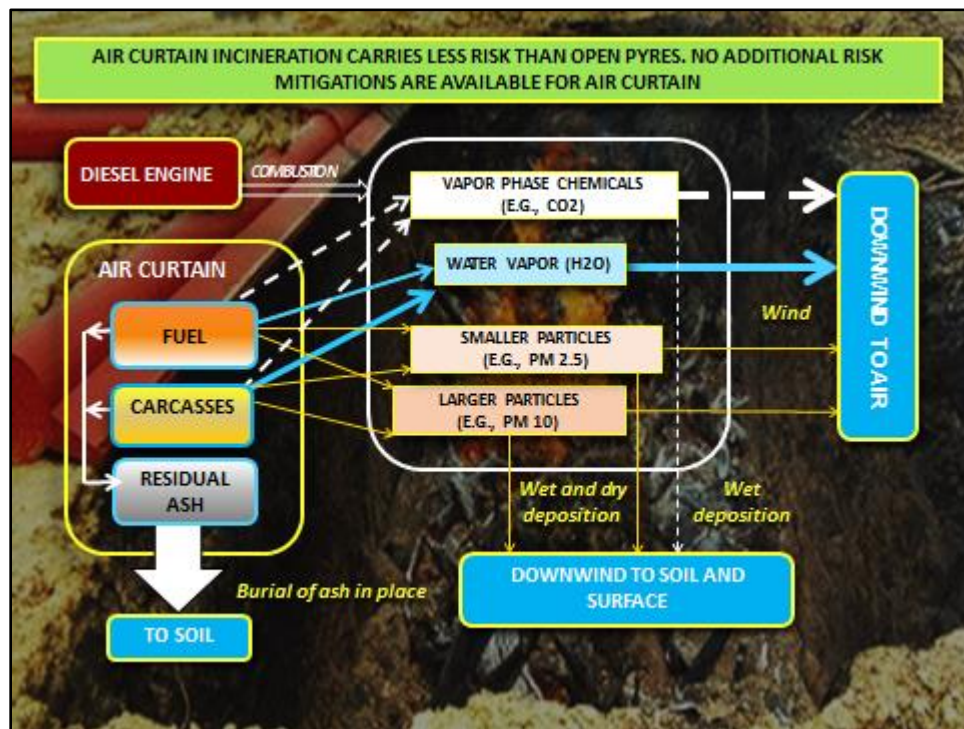 AIR CURTAIN INCINERATION CARRIES LESS RISK THAN OPEN PYRES. NO ADDITIONAL RISK
MITIGATIONS ARE AVAILABLE FOR AIR CURTAIN
DIESEL ENGINE
COMBUSTION
VAPOR PHASE CHEMICALS
(E.G., CO2)
AIR CURTAIN
WATER VAPOR (H2O)
FUEL
Wind
SMALLER PARTICLES
(E.G., PM 2.5)
CARCASSES
LARGER PARTICLES
(E.G., PM 10)
DOWNWIND TO AIR
RESIDUAL
ASH
Wet and dry
deposition
Wet
deposition
Burial of ash in place
DOWNWIND TO SOIL AND
SURFACE
TO SOIL